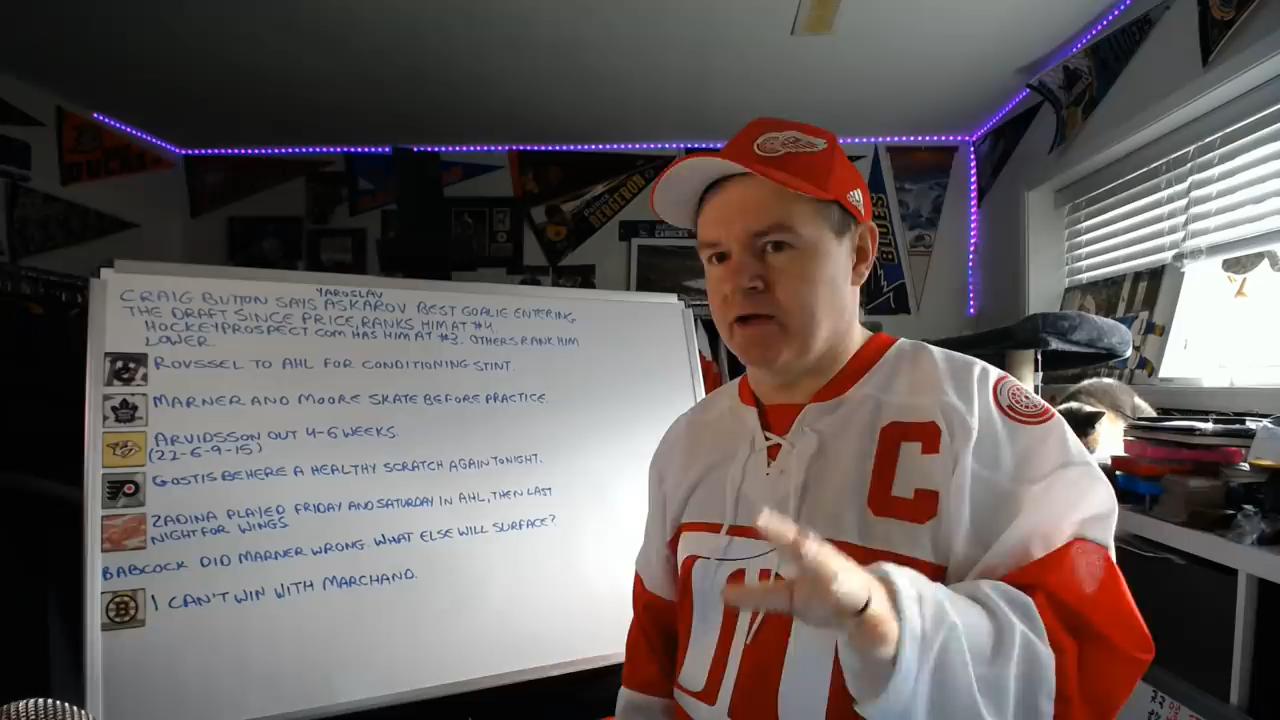 YAROSLAV
CRAIG BUTTON SAYS ASKAROV BEST GOALIE ENTERING
THE DRAFT SINCE PRICE, RANKS HIM AT #4.
HOCKEYPROSPECT.COM HAS HIM AT #3. OTHERS RANK HIM
LOWER
ROUSSEL TO AHL FOR CONDITIONING STINT.
MARNER AND MOORE SKATE BEFORE PRACTICE.
ARVIDSSON OUT 4-6 WEEKS.
(22-6-9-15)
GOSTISBEHERE A HEALTHY SCRATCH AGAIN TONIGHT.
ZADINA PLAYED FRIDAY AND SATURDAY IN AHL, THEN LAST
NIGHT FOR WINGS
BABCOCK DID MARNER WRONG. WHAT ELSE WILL SURFACE?
B
I CAN'T WIN WITH MARCHAND.
DUCKS
BERGERON
CANUCKS
BLUES
C